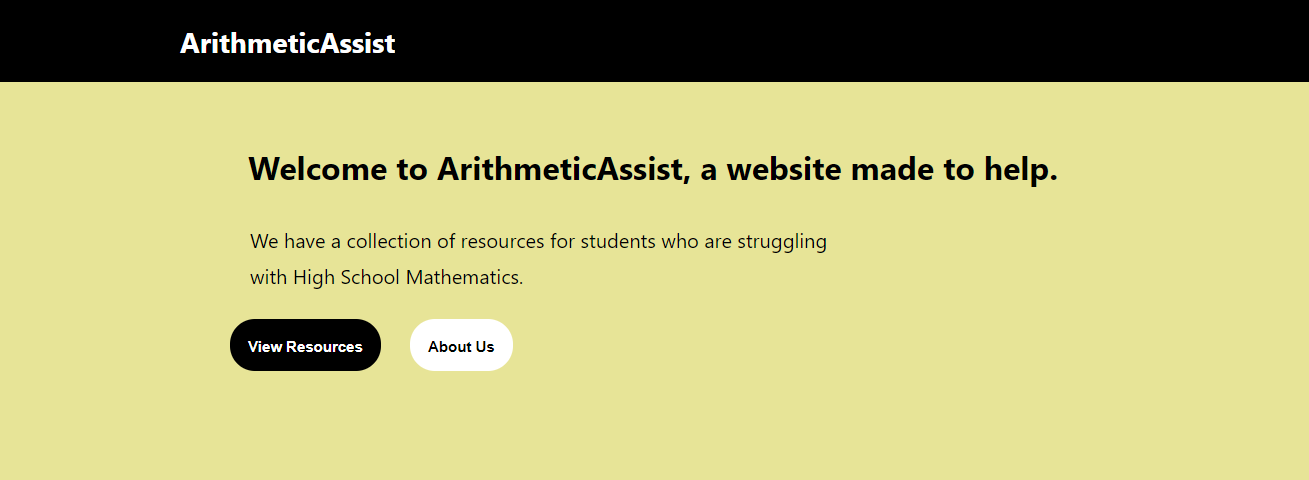 ArithmeticAssist
Welcome to ArithmeticAssist, a website made to help.
We have a collection of resources for students who are struggling
with High School Mathematics.
View Resources
About Us